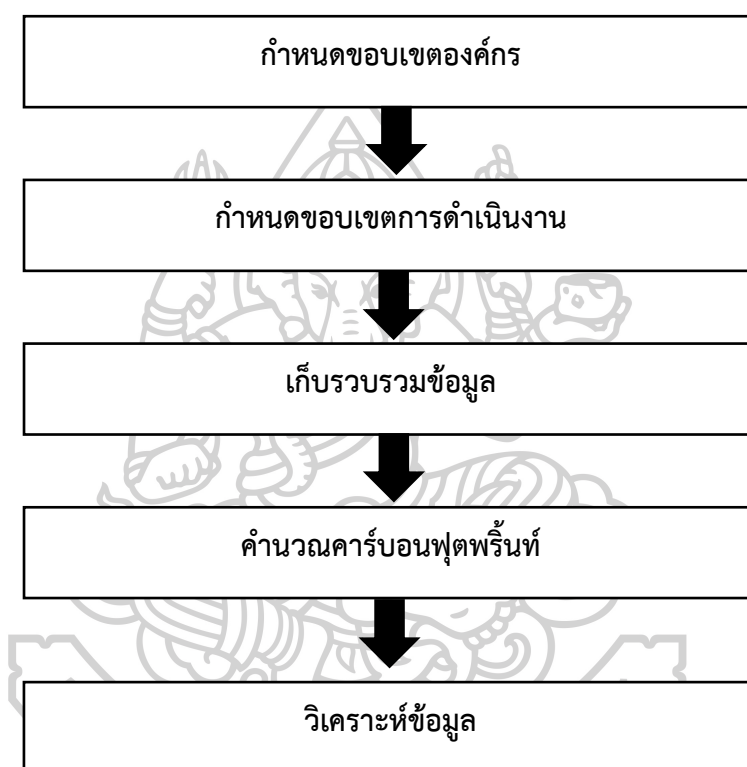 กำหนดขอบเขตองค์กร
กำหนดขอบเขตการดำเนินงาน
เก็บรวบรวมข้อมูล
คำนวณคาร์บอนฟุตพริ้นท์
วิเคราะห์ข้อมูล